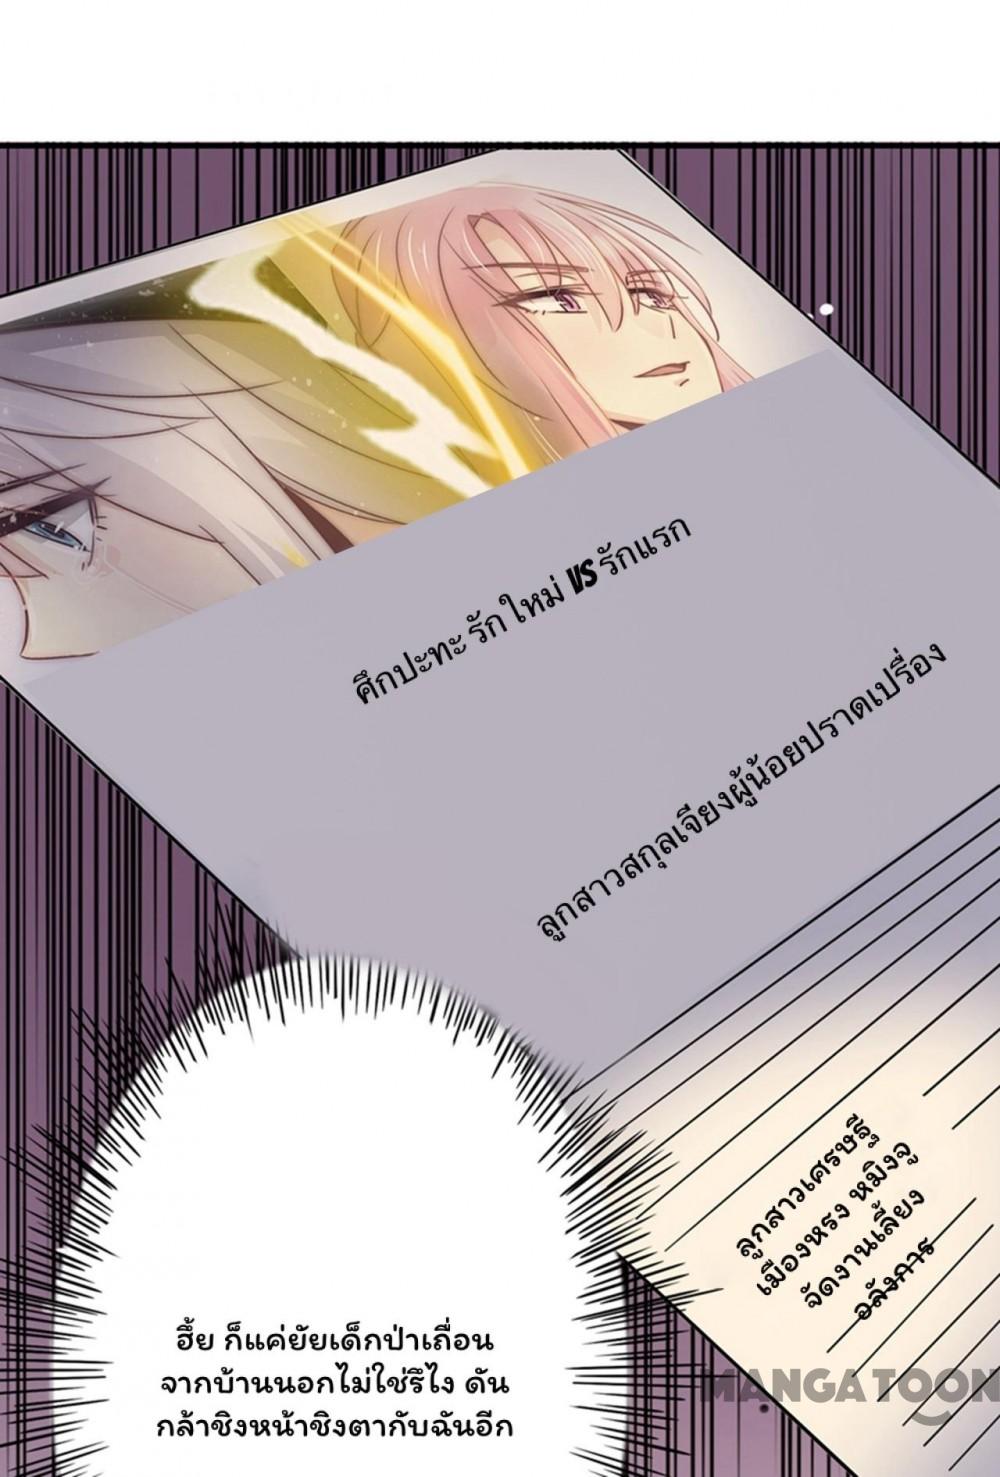 ศึกปะทะ รักใหม่ VS รักแรก
ลูกสาวสกุลเจียงผู้น้อยปราดเปรื่อง
ลูกสาวเศรษฐี
เมืองหรง หมิงจู
จัดงานเลี้ยง
อลังการ
ฮึ้ย ก็แค่ยัยเด็กป่าเถื่อน
จากบ้านนอกไม่ใช่รึไง ดัน
กล้าชิงหน้าชิงตากับฉันอีก
MANGATOON